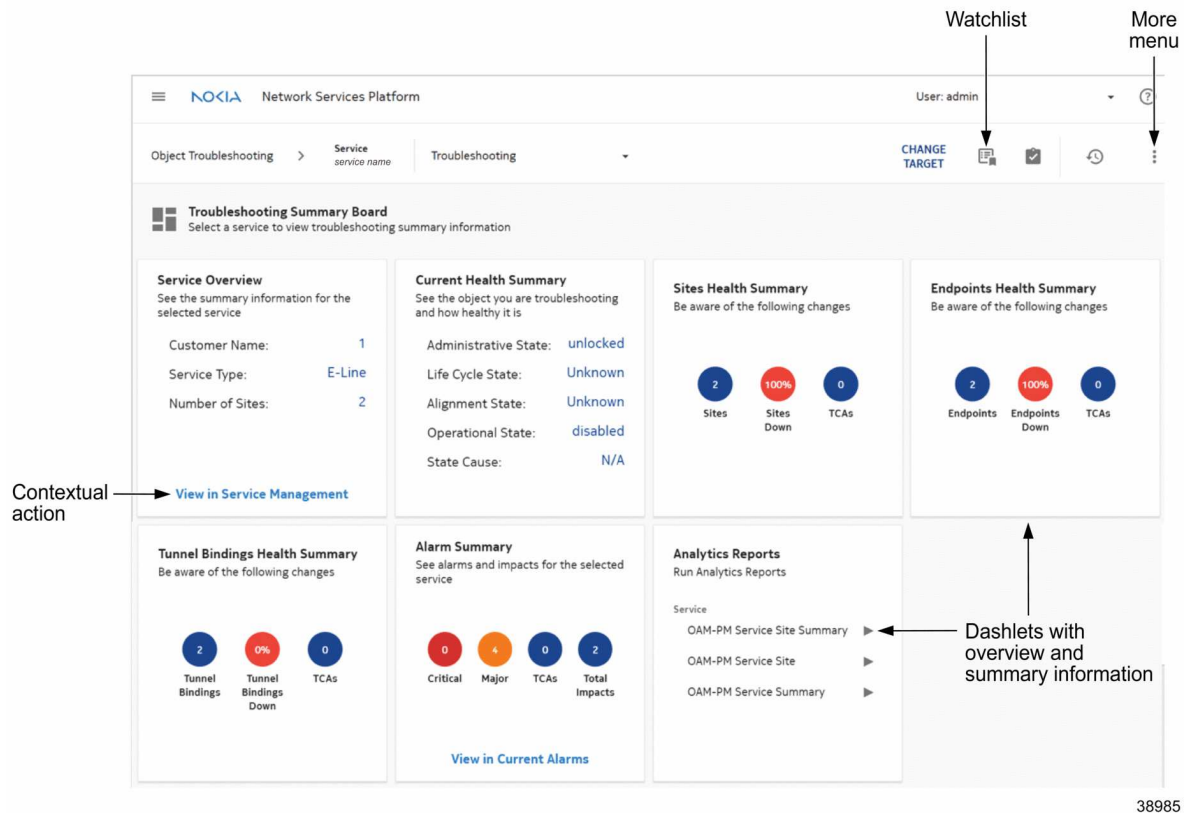 Watchlist
More
menu
NOKIA Network Services Platform
User: admin
?
Object Troubleshooting > Service
service name
Troubleshooting
CHANGE
TARGET
Troubleshooting Summary Board
Select a service to view troubleshooting summary information
Service Overview
See the summary information for the
selected service
Customer Name: 1
Service Type: E-Line
Number of Sites: 2
View in Service Management
Contextual
action
Current Health Summary
See the object you are troubleshooting
and how healthy it is
Administrative State: unlocked
Life Cycle State: Unknown
Alignment State: Unknown
Operational State: disabled
State Cause: N/A
Sites Health Summary
Be aware of the following changes
2 100% 0
Sites Sites TCAs
Down
Endpoints Health Summary
Be aware of the following changes
2 100% 0
Endpoints Endpoints TCAs
Down
Tunnel Bindings Health Summary
Be aware of the following changes
2 0% 0
Tunnel Tunnel TCAs
Bindings Bindings
Down
Alarm Summary
See alarms and impacts for the selected
service
0 4 0 2
Critical Major TCAs Total
Impacts
View in Current Alarms
Analytics Reports
Run Analytics Reports
Service
OAM-PM Service Site Summary
OAM-PM Service Site
OAM-PM Service Summary
Dashlets with
overview and
summary information
38985